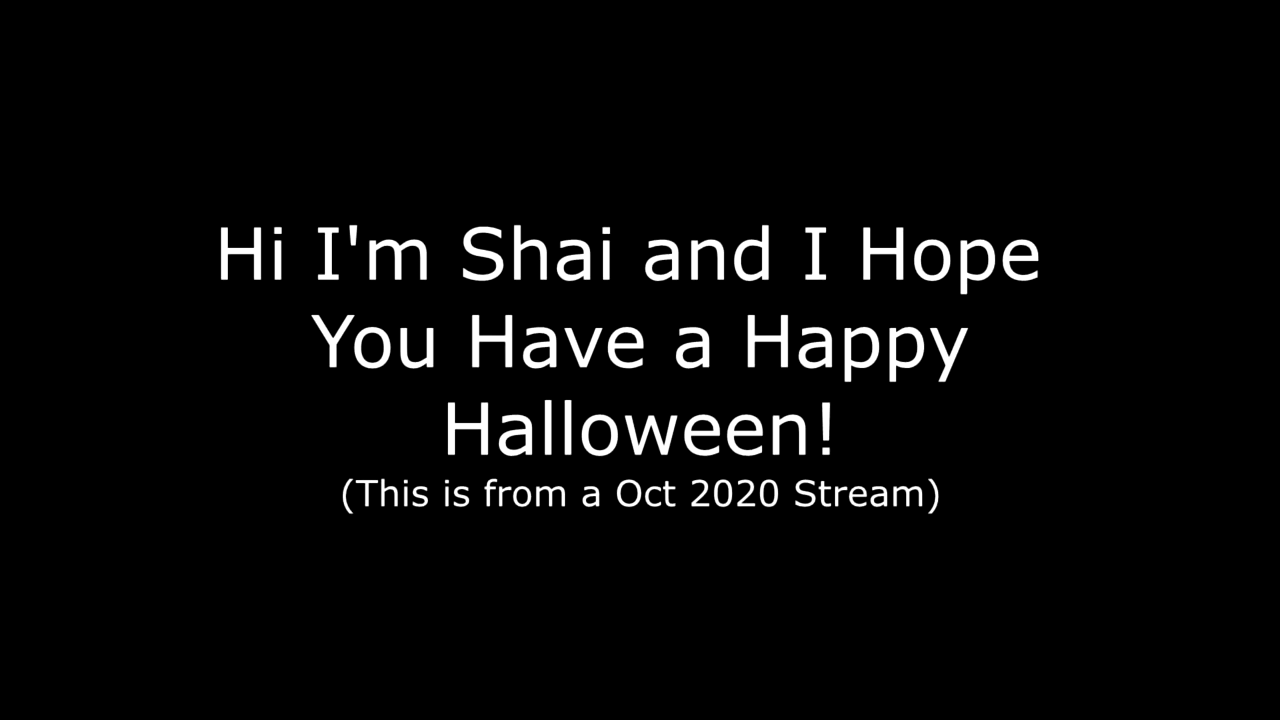 Hi I'm Shai and I Hope
You Have a Happy
Halloween!
(This is from a Oct 2020 Stream)